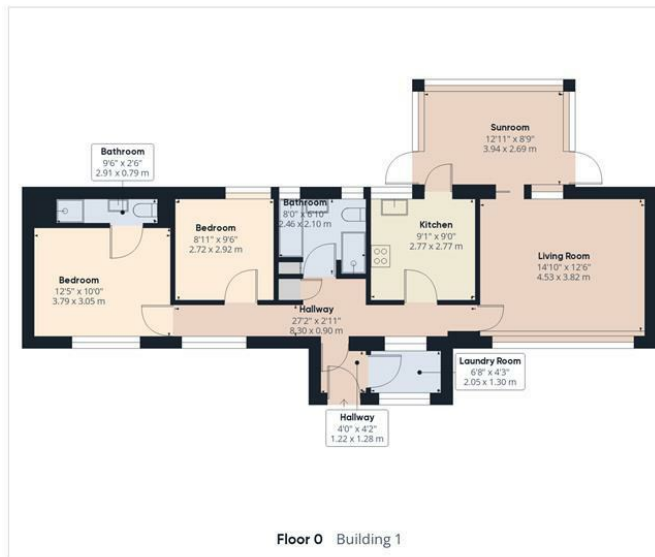 Sunroom
12'11" x 8'9"
3.94 x 2.69 m
Bathroom
9'6" x 2'6"
2.91 x 0.79 m
Bathroom
8'0" x 6'10"
2.46 x 2.10 m
Bedroom
8'11" x 9'6"
2.72 x 2.92 m
Kitchen
9'1" x 9'0"
2.77 x 2.77 m
Living Room
14'10" x 12'6"
4.53 x 3.82 m
Bedroom
12'5" x 10'0"
3.79 x 3.05 m
Hallway
27'2" x 2'11"
8.30 x 0.90 m
Laundry Room
6'8" x 4'3"
2.05 x 1.30 m
Hallway
4'0" x 4'2"
1.22 x 1.28 m
Floor 0 Building 1